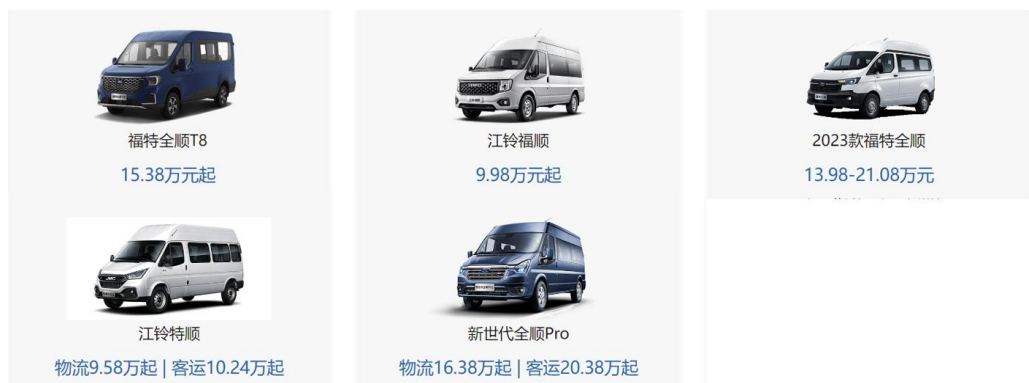 福特全顺T8
15.38万元起
江铃福顺
9.98万元起
2023款福特全顺
13.98-21.08万元
江铃特顺
物流9.58万起 | 客运10.24万起
新世代全顺Pro
物流16.38万起 | 客运20.38万起